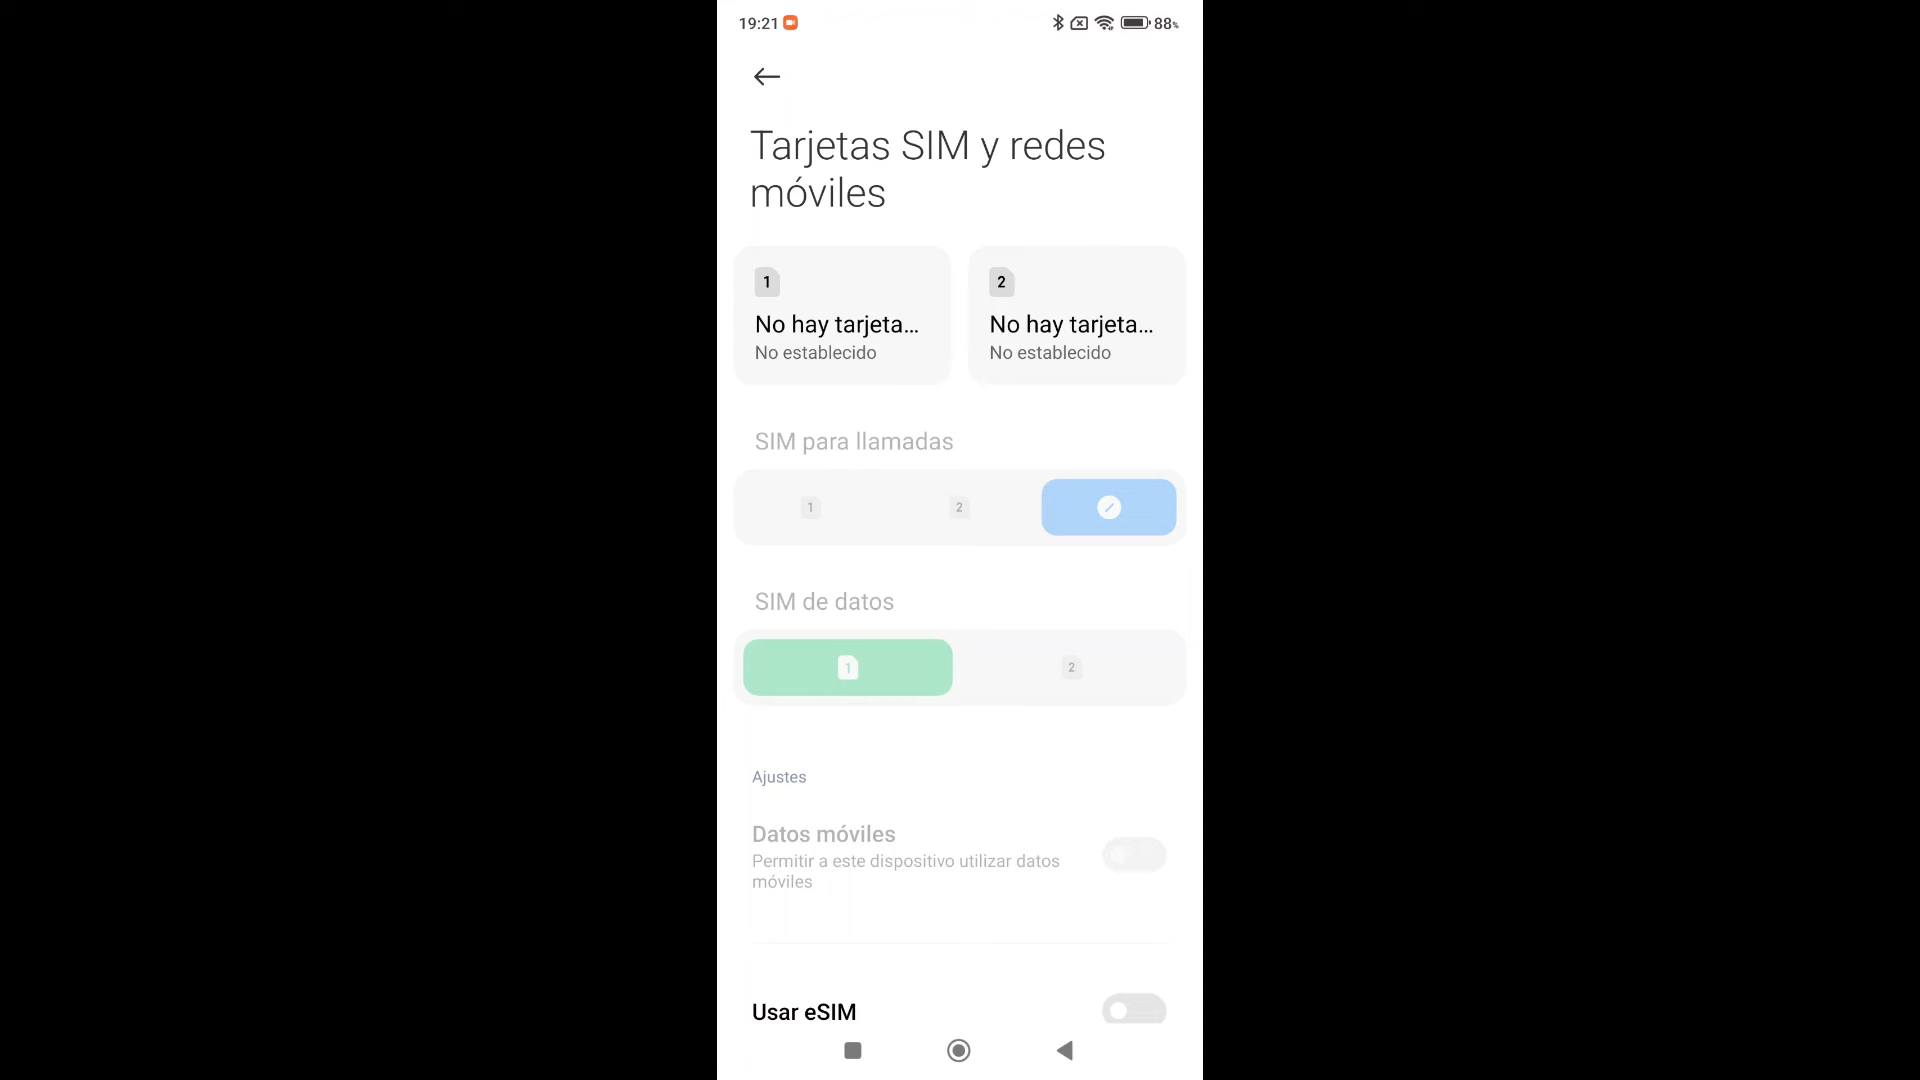 19:21
88%
Tarjetas SIM y redes
móviles
1
2
No hay tarjeta...
No hay tarjeta...
No establecido
No establecido
SIM para llamadas
1
2
SIM de datos
1
2
Ajustes
Datos móviles
Permitir a este dispositivo utilizar datos
móviles
Usar eSIM